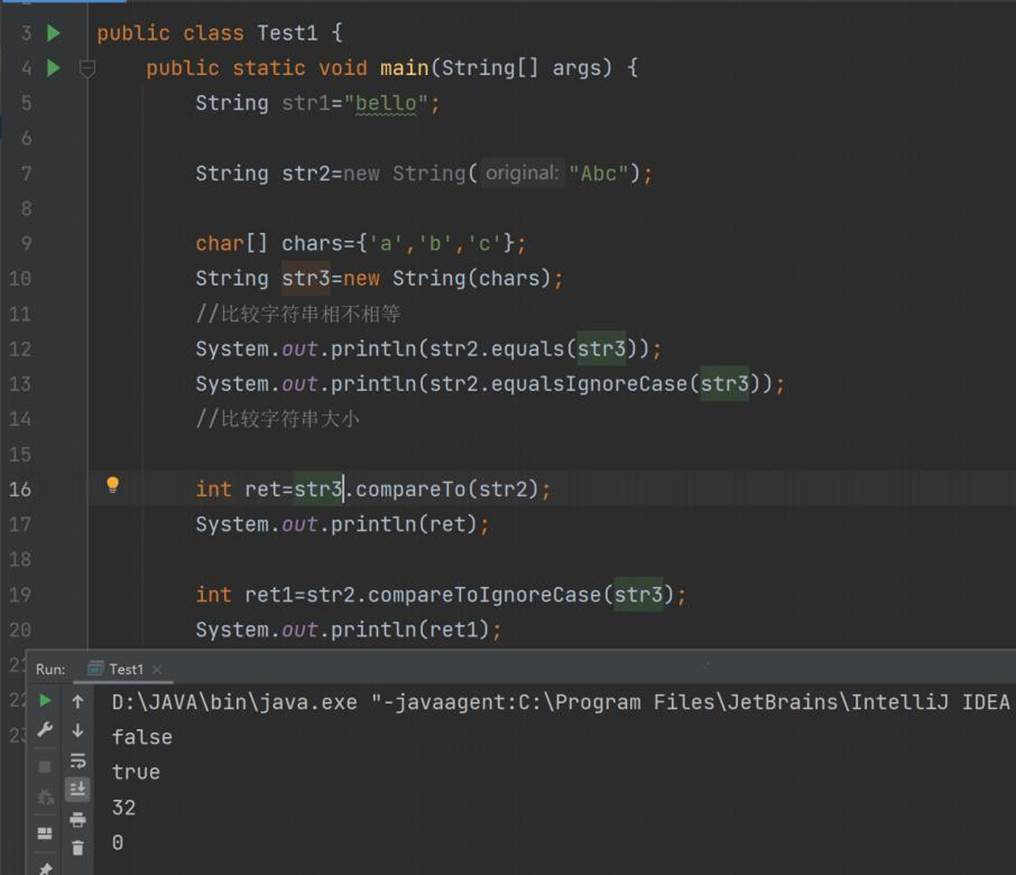 3 public class Test1 {
4 public static void main(String[] args) {
5 String str1="bello";
6
7 String str2=new String( original: "Abc");
8
9 char[] chars={'a','b','c'};
10 String str3=new String(chars);
11 //比较字符串相不相等
12 System.out.println(str2.equals(str3));
13 System.out.println(str2.equalsIgnoreCase(str3));
14 //比较字符串大小
15
16 int ret=str3.compareTo(str2);
17 System.out.println(ret);
18
19 int ret1=str2.compareToIgnoreCase(str3);
20 System.out.println(ret1);
Run: Test1 ×
D:\JAVA\bin\java.exe "-javaagent:C:\Program Files\JetBrains\IntelliJ IDEA
false
true
32
0